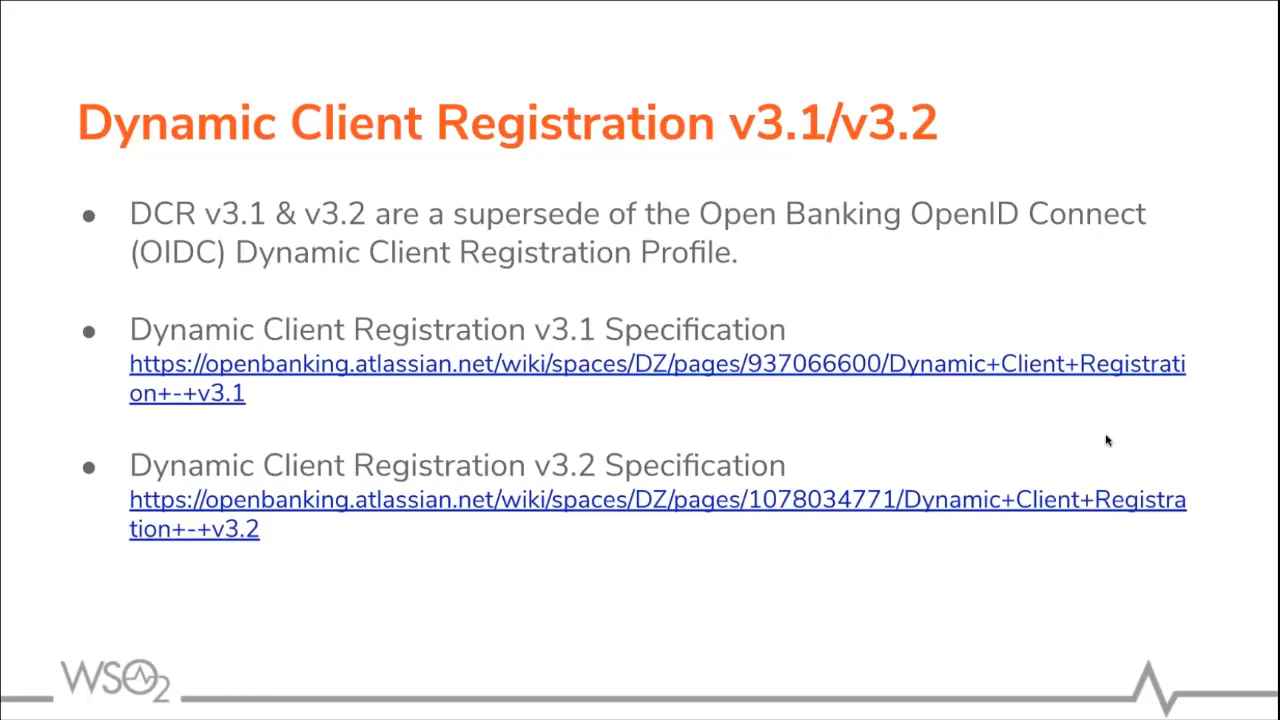 Dynamic Client Registration v3.1/v3.2
● DCR v3.1 & v3.2 are a supersede of the Open Banking OpenID Connect
(OIDC) Dynamic Client Registration Profile.
● Dynamic Client Registration v3.1 Specification
https://openbanking.atlassian.net/wiki/spaces/DZ/pages/937066600/Dynamic+Client+Registrati
on+-+v3.1
● Dynamic Client Registration v3.2 Specification
https://openbanking.atlassian.net/wiki/spaces/DZ/pages/1078034771/Dynamic+Client+Registra
tion+-+v3.2
WSO2